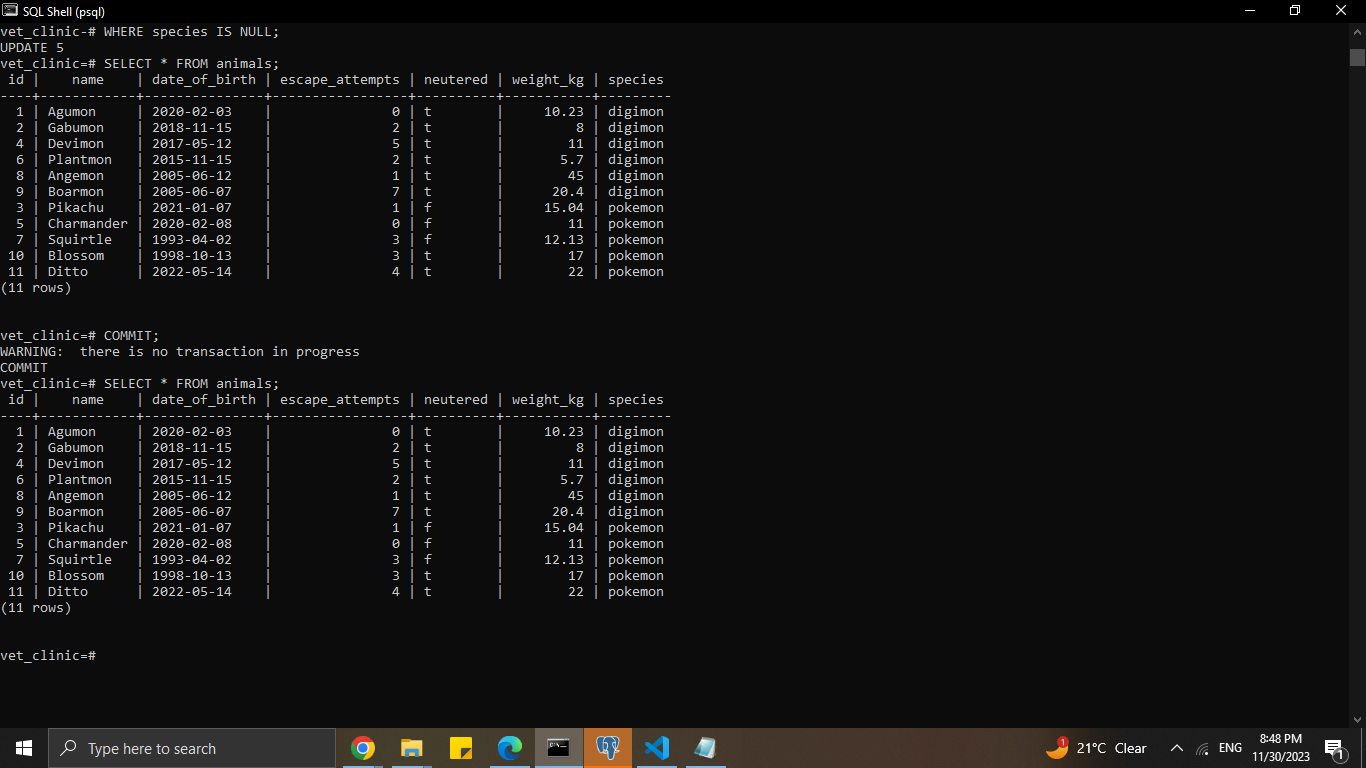 SQL Shell (psql)
vet_clinic-# WHERE species IS NULL;
UPDATE 5
vet_clinic=# SELECT * FROM animals;
 id |    name    | date_of_birth | escape_attempts | neutered | weight_kg | species
----+------------+---------------+-----------------+----------+-----------+---------
  1 | Agumon     | 2020-02-03    |               0 | t        |     10.23 | digimon
  2 | Gabumon    | 2018-11-15    |               2 | t        |         8 | digimon
  4 | Devimon    | 2017-05-12    |               5 | t        |        11 | digimon
  6 | Plantmon   | 2015-11-15    |               2 | t        |       5.7 | digimon
  8 | Angemon    | 2005-06-12    |               1 | t        |        45 | digimon
  9 | Boarmon    | 2005-06-07    |               7 | t        |      20.4 | digimon
  3 | Pikachu    | 2021-01-07    |               1 | f        |     15.04 | pokemon
  5 | Charmander | 2020-02-08    |               0 | f        |        11 | pokemon
  7 | Squirtle   | 1993-04-02    |               3 | f        |     12.13 | pokemon
 10 | Blossom    | 1998-10-13    |               3 | t        |        17 | pokemon
 11 | Ditto      | 2022-05-14    |               4 | t        |        22 | pokemon
(11 rows)
vet_clinic=# COMMIT;
WARNING:  there is no transaction in progress
COMMIT
vet_clinic=# SELECT * FROM animals;
 id |    name    | date_of_birth | escape_attempts | neutered | weight_kg | species
----+------------+---------------+-----------------+----------+-----------+---------
  1 | Agumon     | 2020-02-03    |               0 | t        |     10.23 | digimon
  2 | Gabumon    | 2018-11-15    |               2 | t        |         8 | digimon
  4 | Devimon    | 2017-05-12    |               5 | t        |        11 | digimon
  6 | Plantmon   | 2015-11-15    |               2 | t        |       5.7 | digimon
  8 | Angemon    | 2005-06-12    |               1 | t        |        45 | digimon
  9 | Boarmon    | 2005-06-07    |               7 | t        |      20.4 | digimon
  3 | Pikachu    | 2021-01-07    |               1 | f        |     15.04 | pokemon
  5 | Charmander | 2020-02-08    |               0 | f        |        11 | pokemon
  7 | Squirtle   | 1993-04-02    |               3 | f        |     12.13 | pokemon
 10 | Blossom    | 1998-10-13    |               3 | t        |        17 | pokemon
 11 | Ditto      | 2022-05-14    |               4 | t        |        22 | pokemon
(11 rows)
vet_clinic=#
Type here to search
1
21°C Clear
ENG
8:48 PM
11/30/2023
1